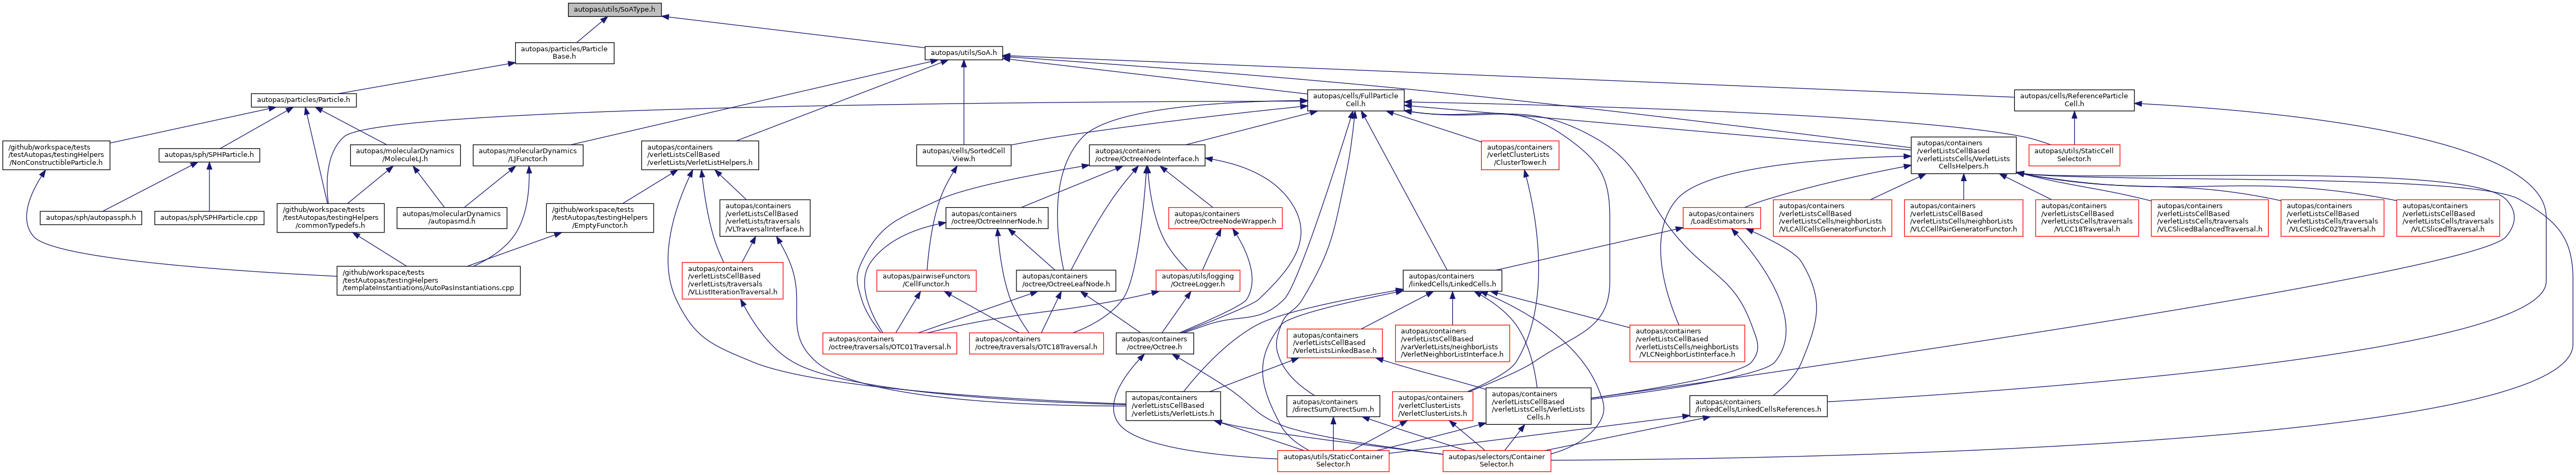 autopas/utils/SoAType.h
autopas/particles/Particle
Base.h
autopas/utils/SoA.h
autopas/particles/Particle.h
autopas/cells/FullParticle
Cell.h
autopas/cells/ReferenceParticle
Cell.h
/github/workspace/tests
/testAutopas/testingHelpers
/NonConstructibleParticle.h
autopas/sph/SPHParticle.h
autopas/molecularDynamics
/MoleculeLJ.h
autopas/molecularDynamics
/LJFunctor.h
autopas/containers
/verletListsCellBased
/verletLists/VerletListHelpers.h
autopas/cells/SortedCell
View.h
autopas/containers
/octree/OctreeNodeInterface.h
autopas/containers
/verletClusterLists
/ClusterTower.h
autopas/containers
/verletListsCellBased
/verletListsCells/VerletLists
CellsHelpers.h
autopas/utils/StaticCell
Selector.h
autopas/sph/autopassph.h
autopas/sph/SPHParticle.cpp
/github/workspace/tests
/testAutopas/testingHelpers
/commonTypedefs.h
autopas/molecularDynamics
/autopasmd.h
/github/workspace/tests
/testAutopas/testingHelpers
/EmptyFunctor.h
autopas/containers
/verletListsCellBased
/verletLists/traversals
/VLTraversalInterface.h
autopas/containers
/octree/OctreeInnerNode.h
autopas/containers
/octree/OctreeNodeWrapper.h
autopas/containers
/LoadEstimators.h
autopas/containers
/verletListsCellBased
/verletListsCells/neighborLists
/VLCAllCellsGeneratorFunctor.h
autopas/containers
/verletListsCellBased
/verletListsCells/neighborLists
/VLCCellPairGeneratorFunctor.h
autopas/containers
/verletListsCellBased
/verletListsCells/traversals
/VLCC18Traversal.h
autopas/containers
/verletListsCellBased
/verletListsCells/traversals
/VLCSlicedBalancedTraversal.h
autopas/containers
/verletListsCellBased
/verletListsCells/traversals
/VLCSlicedC02Traversal.h
autopas/containers
/verletListsCellBased
/verletListsCells/traversals
/VLCSlicedTraversal.h
/github/workspace/tests
/testAutopas/testingHelpers
/templateInstantiations/AutoPasInstantiations.cpp
autopas/containers
/verletListsCellBased
/verletLists/traversals
/VLListIterationTraversal.h
autopas/pairwiseFunctors
/CellFunctor.h
autopas/containers
/octree/OctreeLeafNode.h
autopas/utils/logging
/OctreeLogger.h
autopas/containers
/linkedCells/LinkedCells.h
autopas/containers
/octree/traversals/OTC01Traversal.h
autopas/containers
/octree/traversals/OTC18Traversal.h
autopas/containers
/octree/Octree.h
autopas/containers
/verletListsCellBased
/VerletListsLinkedBase.h
autopas/containers
/verletListsCellBased
/varVerletLists/neighborLists
/VerletNeighborListInterface.h
autopas/containers
/verletListsCellBased
/verletListsCells/neighborLists
/VLCNeighborListInterface.h
autopas/containers
/verletListsCellBased
/verletLists/VerletLists.h
autopas/containers
/directSum/DirectSum.h
autopas/containers
/verletClusterLists
/VerletClusterLists.h
autopas/containers
/verletListsCellBased
/verletListsCells/VerletLists
Cells.h
autopas/containers
/linkedCells/LinkedCellsReferences.h
autopas/utils/StaticContainer
Selector.h
autopas/selectors/Container
Selector.h